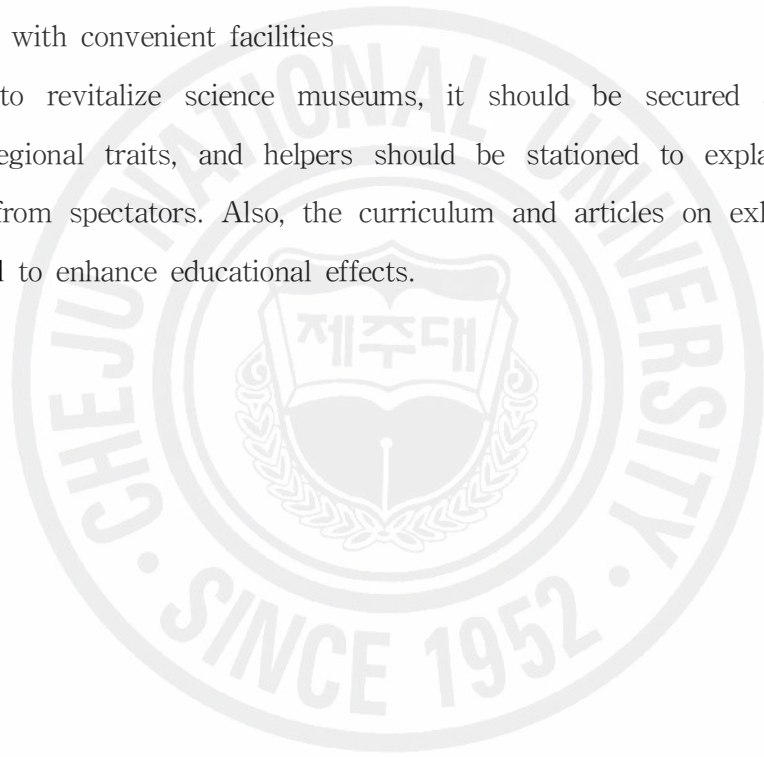 with convenient facilities
to revitalize science museums, it should be secured
egional traits, and helpers should be stationed to expla
from spectators. Also, the curriculum and articles on ex
l to enhance educational effects.
CHEJU NATIONAL UNIVERSITY
제주대
SINCE 1952